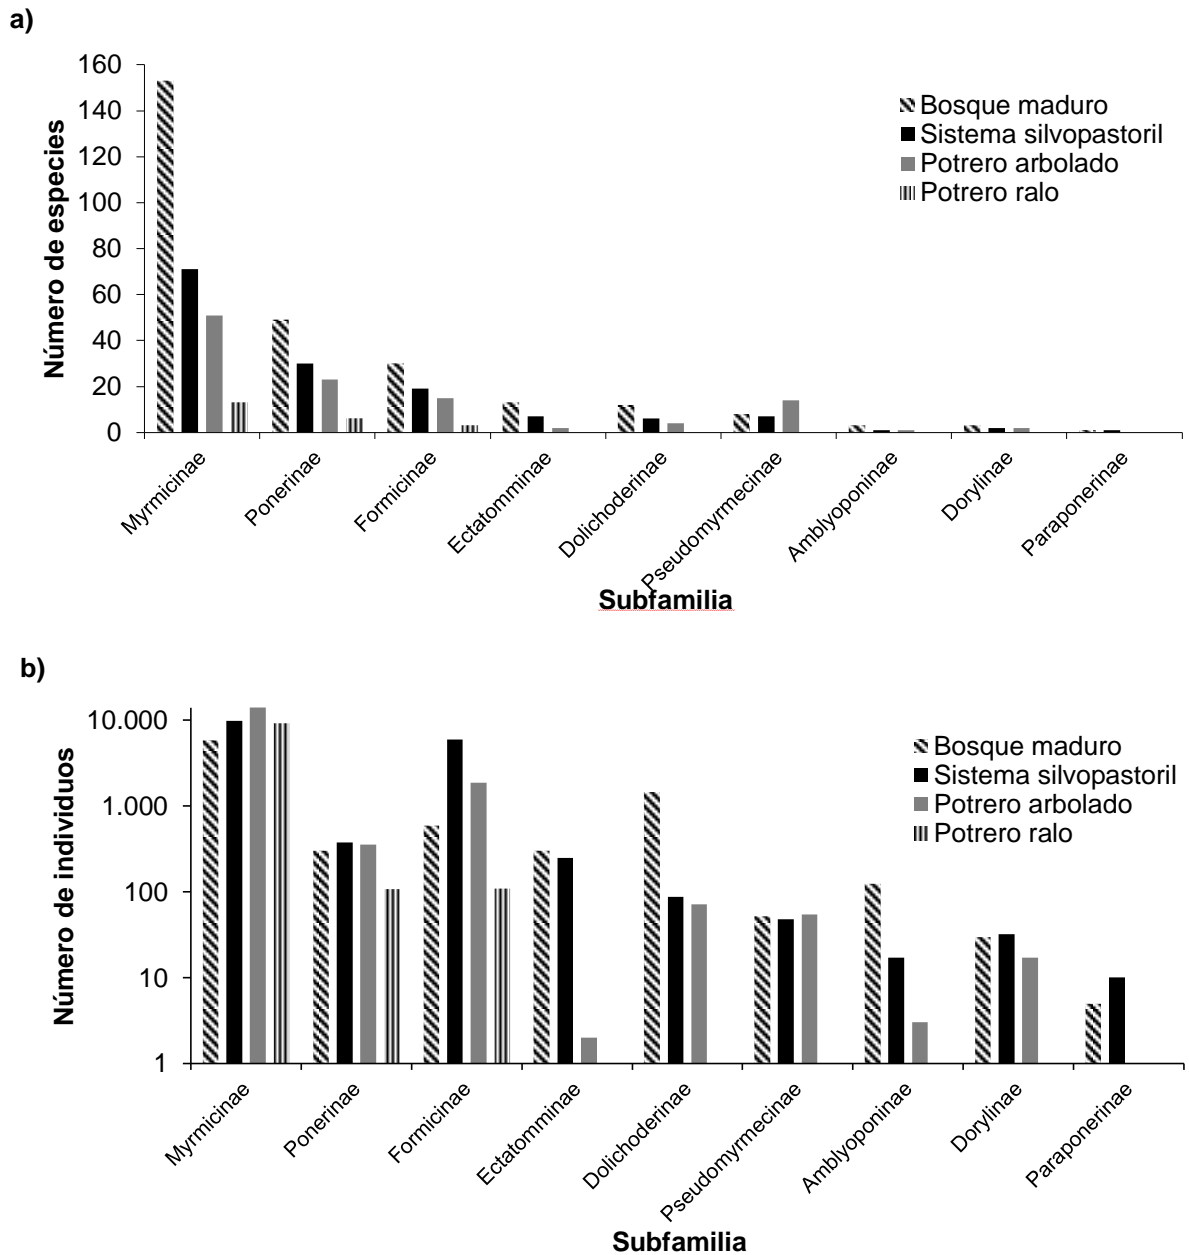 a)
160
140
120
100
80
60
40
20
0
Número de especies
Bosque maduro
Sistema silvopastoril
Potrero arbolado
Potrero ralo
Myrmicinae
Ponerinae
Formicinae
Ectatomminae
Dolichoderinae
Pseudomyrmecinae
Amblyoponinae
Dorylinae
Paraponerinae
Subfamilia
b)
10.000
1.000
100
10
1
Número de individuos
Bosque maduro
Sistema silvopastoril
Potrero arbolado
Potrero ralo
Myrmicinae
Ponerinae
Formicinae
Ectatomminae
Dolichoderinae
Pseudomyrmecinae
Amblyoponinae
Dorylinae
Paraponerinae
Subfamilia